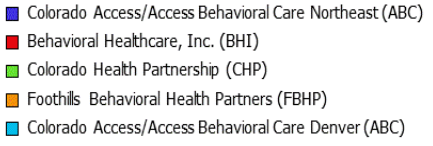 Colorado Access/Access Behavioral Care Northeast (ABC)
Behavioral Healthcare, Inc. (BHI)
Colorado Health Partnership (CHP)
Foothills Behavioral Health Partners (FBHP)
Colorado Access/Access Behavioral Care Denver (ABC)